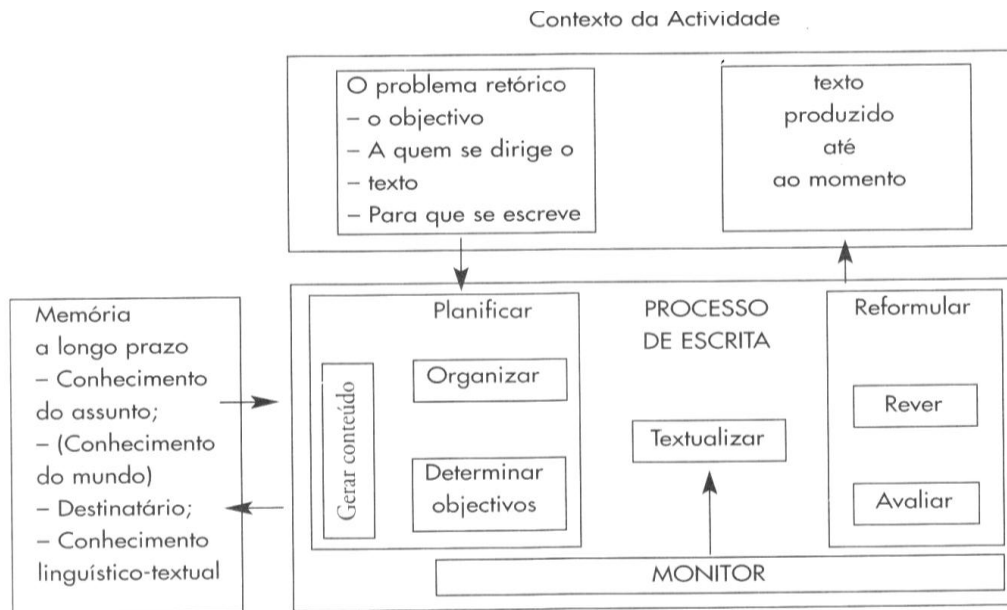 Contexto da Actividade
O problema retórico
– o objectivo
– A quem se dirige o
– texto
– Para que se escreve
texto
produzido
até
ao momento
Memória
a longo prazo
– Conhecimento
do assunto;
– (Conhecimento
do mundo)
– Destinatário;
– Conhecimento
linguístico-textual
Planificar
Gerar conteúdo
Organizar
Determinar
objectivos
PROCESSO
DE ESCRITA
Textualizar
Reformular
Rever
Avaliar
MONITOR